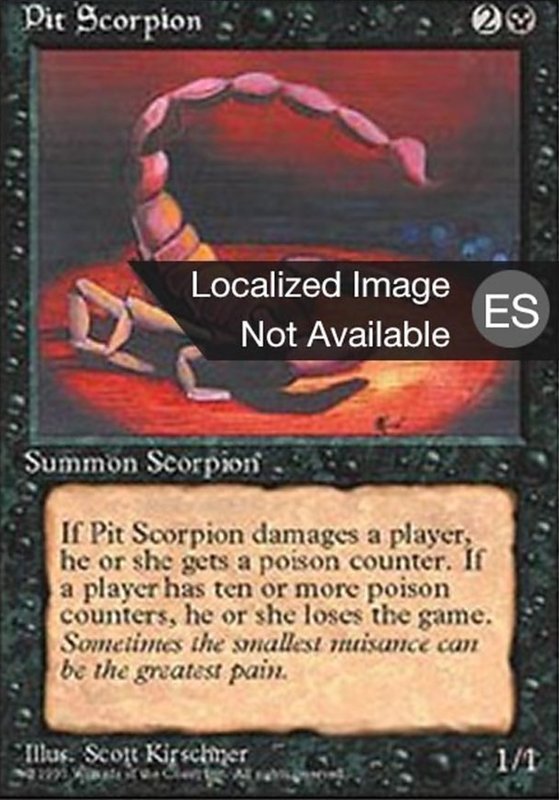 Pit Scorpion 2
Localized Image
Not Available
ES
Summon Scorpion
If Pit Scorpion damages a player,
he or she gets a poison counter. If
a player has ten or more poison
counters, he or she loses the game.
Sometimes the smallest nuisance can
be the greatest pain.
Illus. Scott Kirschner
1/1